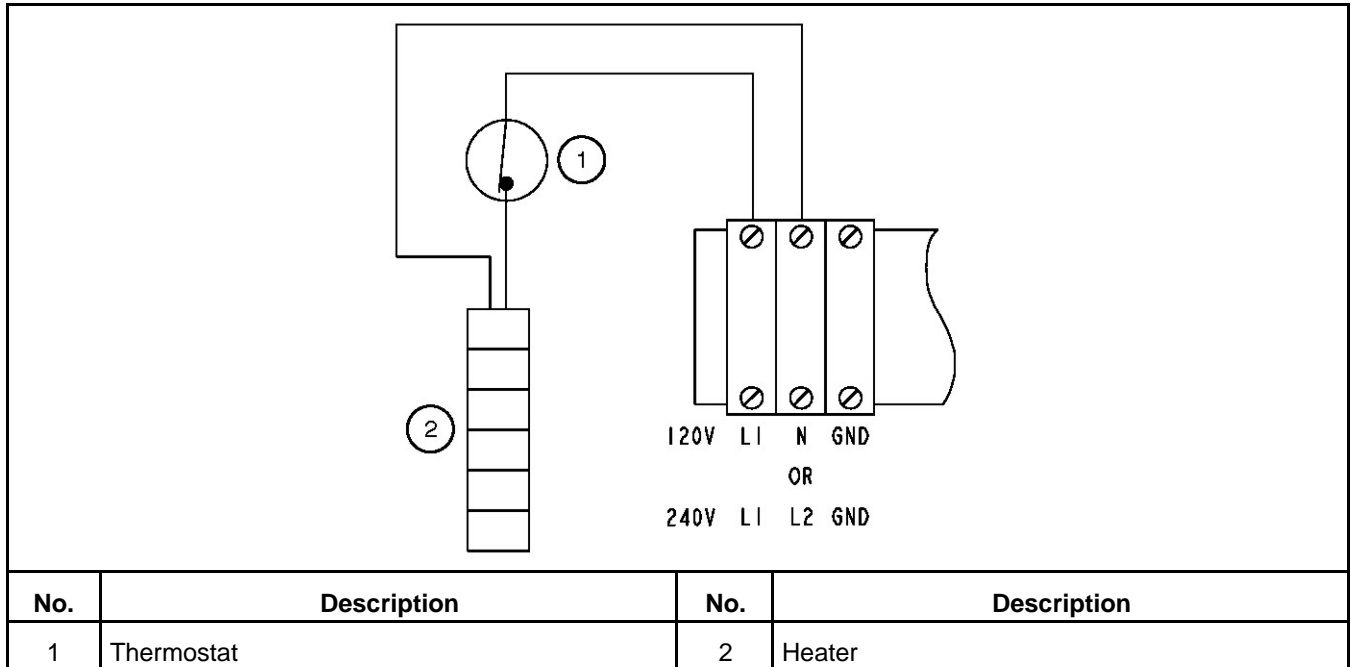 1
2
120V L1 N GND
OR
240V L1 L2 GND
No. Description No. Description
1 Thermostat 2 Heater